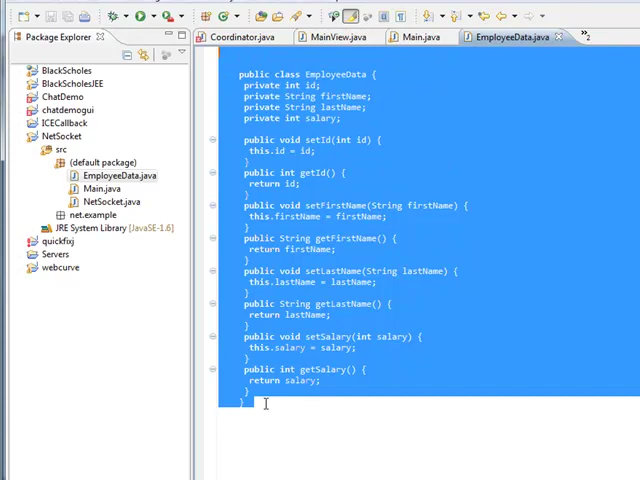 Package Explorer
BlackScholes
BlackScholesJEE
ChatDemo
chatdemogui
ICECallback
NetSocket
src
(default package)
EmployeeData.java
Main.java
NetSocket.java
net.example
JRE System Library [JavaSE-1.6]
quickfixj
Servers
webcurve
Coordinator.java
MainView.java
Main.java
EmployeeData.java
2
public class EmployeeData {
private int id;
private String firstName;
private String lastName;
private int salary;
public void setId(int id) {
this.id = id;
}
public int getId() {
return id;
}
public void setFirstName(String firstName) {
this.firstName = firstName;
}
public String getFirstName() {
return firstName;
}
public void setLastName(String lastName) {
this.lastName = lastName;
}
public String getLastName() {
return lastName;
}
public void setSalary(int salary) {
this.salary = salary;
}
public int getSalary() {
return salary;
}
}